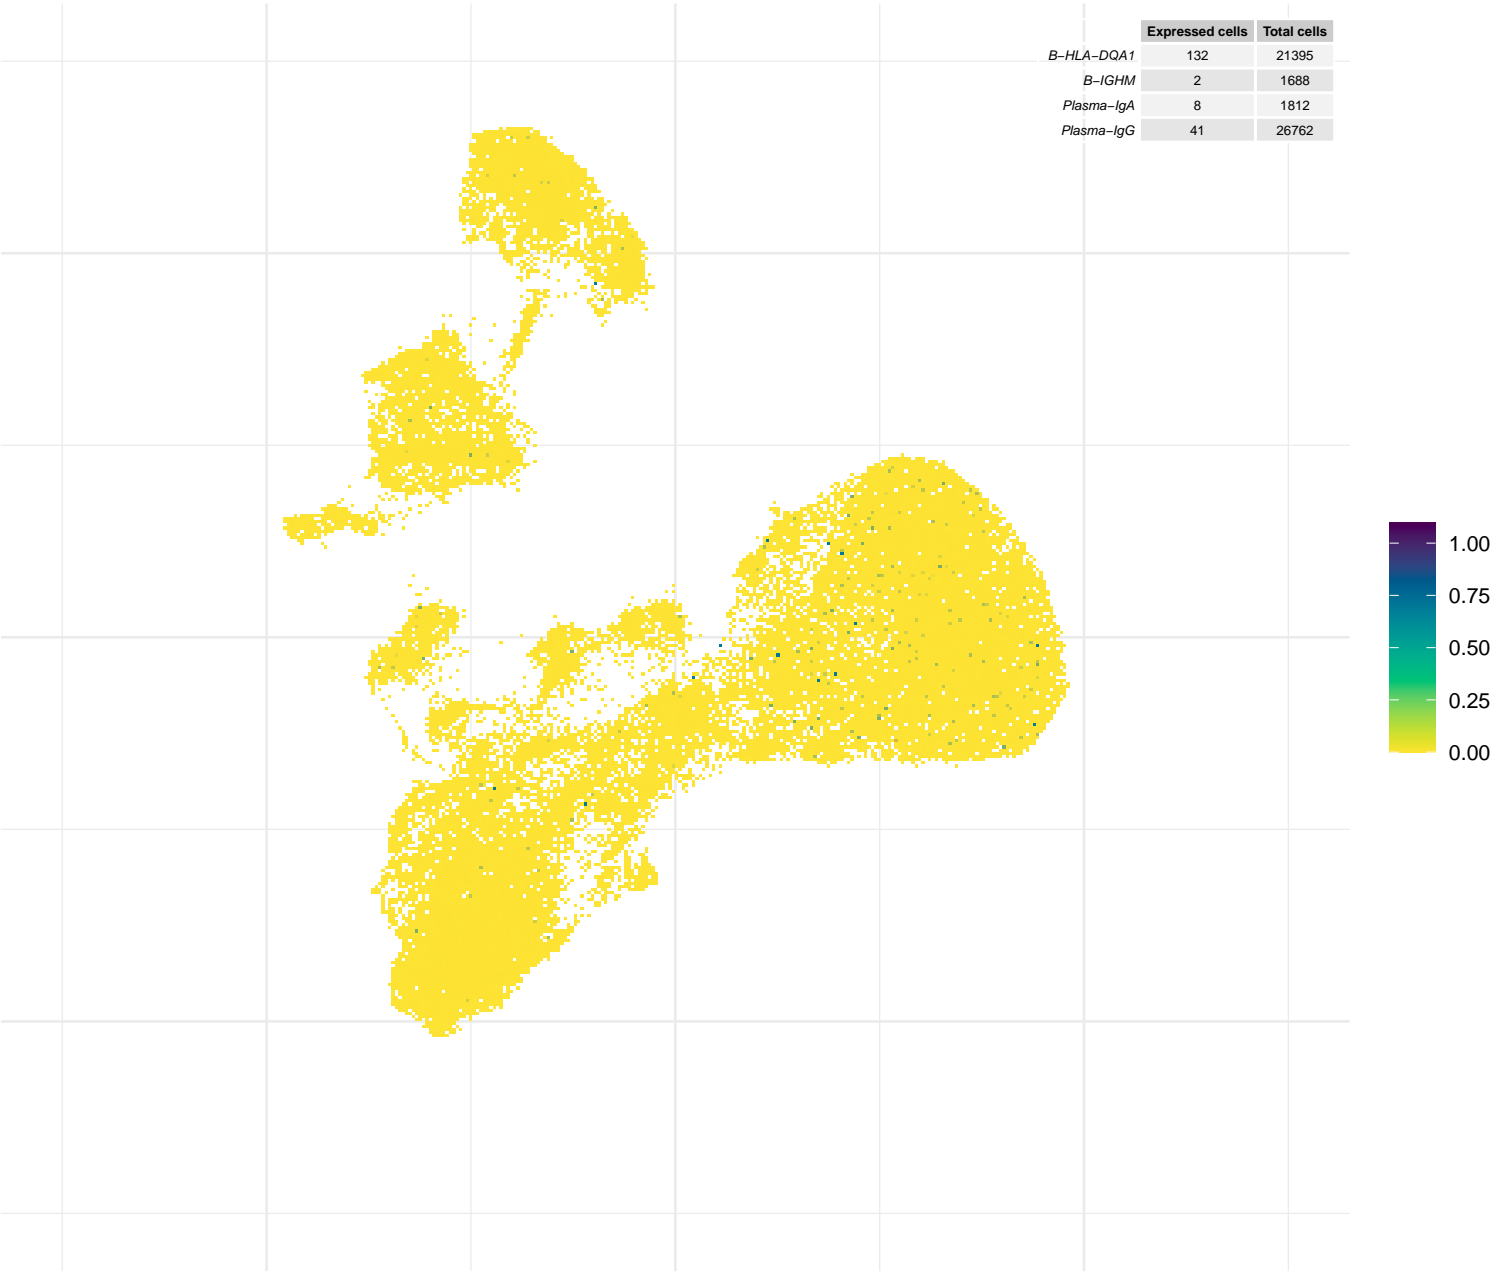 Expressed cells Total cells
B-HLA-DQA1 132 21395
B-IGHM 2 1688
Plasma-IgA 8 1812
Plasma-IgG 41 26762
1.00
0.75
0.50
0.25
0.00